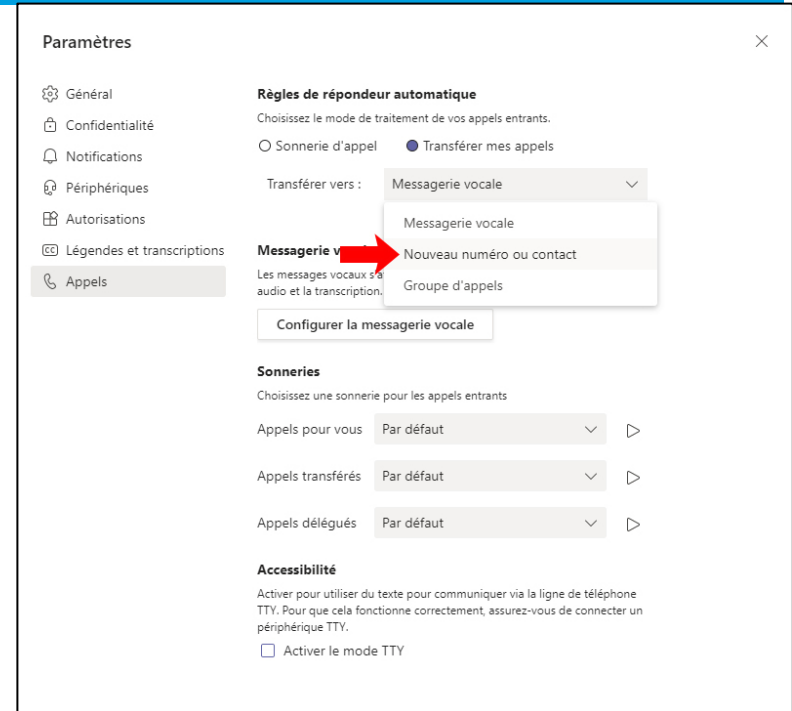 Paramètres
Général
Confidentialité
Notifications
Périphériques
Autorisations
CC Légendes et transcriptions
Appels
Règles de répondeur automatique
Choisissez le mode de traitement de vos appels entrants.
Sonnerie d'appel Transférer mes appels
Transférer vers : Messagerie vocale
Messagerie vocale
Nouveau numéro ou contact
Groupe d'appels
Messagerie
Les messages vocaux
audio et la transcription.
Configurer la messagerie vocale
Sonneries
Choisissez une sonnerie pour les appels entrants
Appels pour vous Par défaut
Appels transférés Par défaut
Appels délégués Par défaut
Accessibilité
Activer pour utiliser du texte pour communiquer via la ligne de téléphone
TTY. Pour que cela fonctionne correctement, assurez-vous de connecter un
périphérique TTY.
Activer le mode TTY